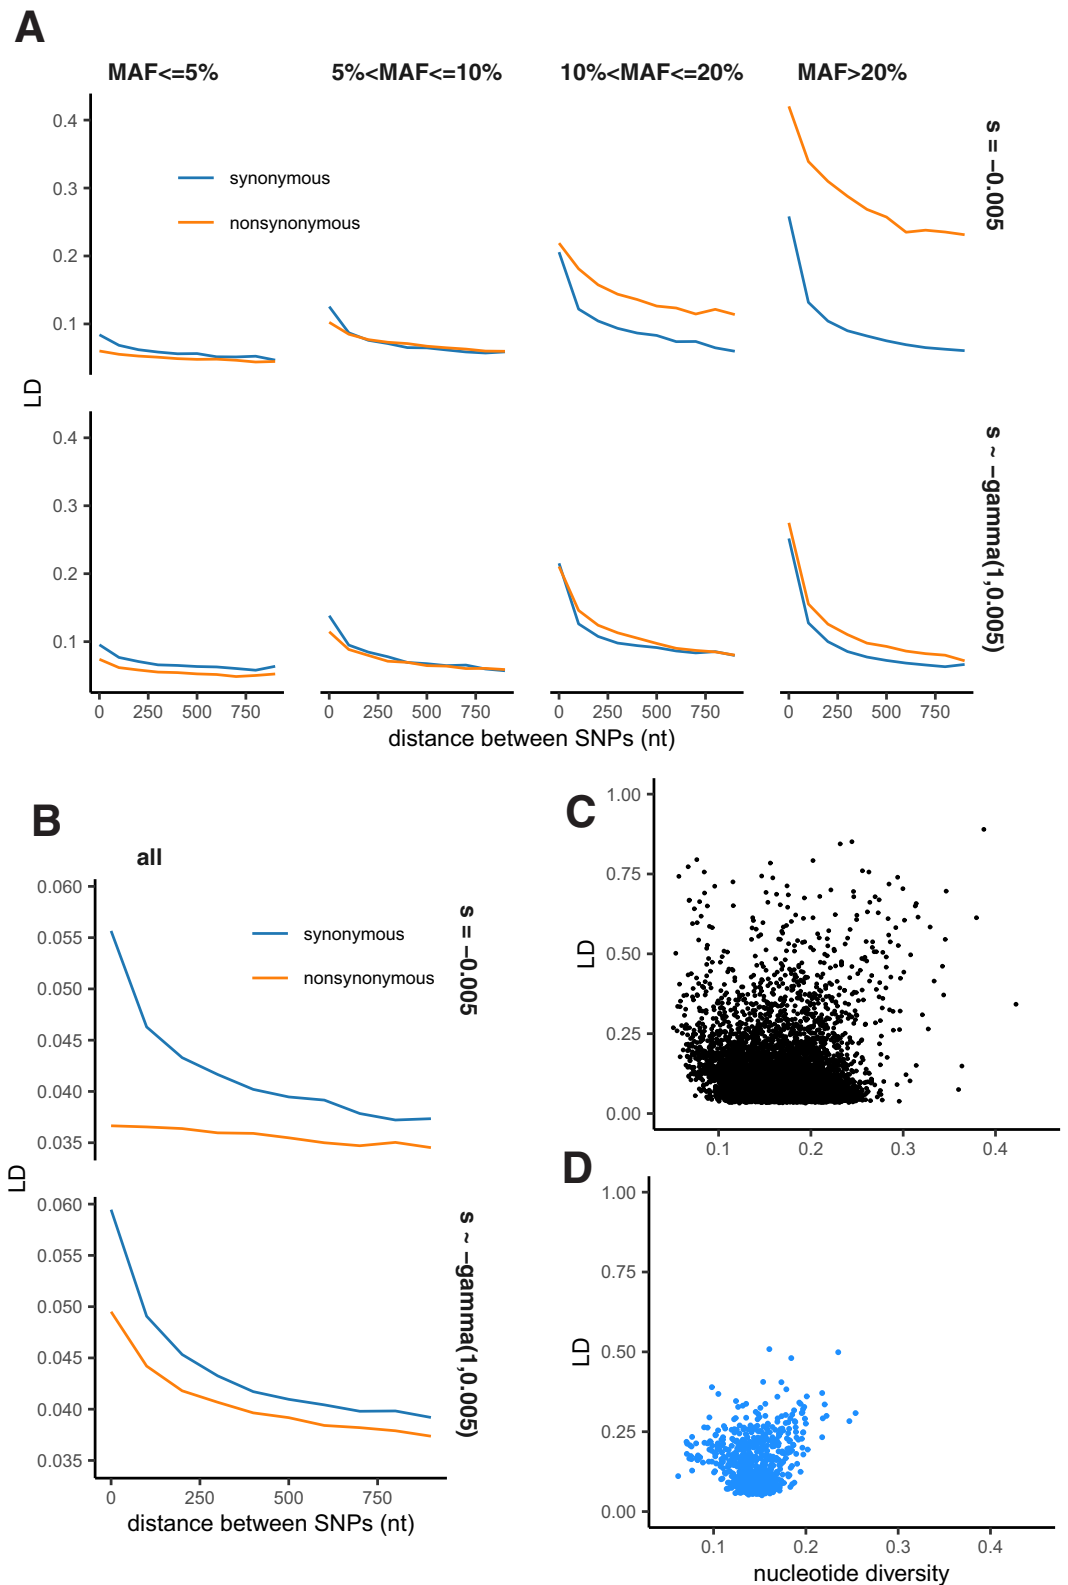 A
MAF<=5% 5%<MAF<=10% 10%<MAF<=20% MAF>20%
0.4
0.3
0.2
0.1
synonymous
nonsynonymous
s = −0.005
LD
0.4
0.3
0.2
0.1
s ~ −gamma(1,0.005)
0 250 500 750 0 250 500 750 0 250 500 750 0 250 500 750
distance between SNPs (nt)
B
all
0.060
0.055
0.050
0.045
0.040
0.035
synonymous
nonsynonymous
s = −0.005
LD
0.060
0.055
0.050
0.045
0.040
0.035
s ~ −gamma(1,0.005)
0 250 500 750
distance between SNPs (nt)
C
1.00
0.75
0.50
0.25
0.00
LD
0.1 0.2 0.3 0.4
D
1.00
0.75
0.50
0.25
0.00
LD
0.1 0.2 0.3 0.4
nucleotide diversity